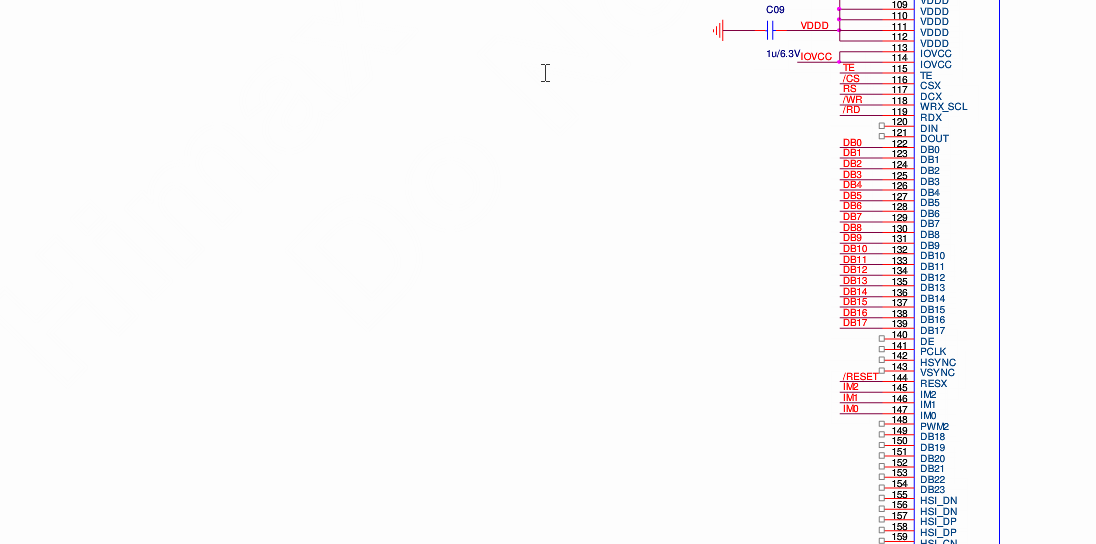 VDDD
109 VDDD
C09
110 VDDD
VDDD 111 VDDD
112 VDDD
1u/6.3V
113 IOVCC
IOVCC 114 IOVCC
TE 115 TE
/CS 116 CSX
RS 117 DCX
/WR 118 WRX_SCL
/RD 119 RDX
120 DIN
121 DOUT
DB0 122 DB0
DB1 123 DB1
DB2 124 DB2
DB3 125 DB3
DB4 126 DB4
DB5 127 DB5
DB6 128 DB6
DB7 129 DB7
DB8 130 DB8
DB9 131 DB9
DB10 132 DB10
DB11 133 DB11
DB12 134 DB12
DB13 135 DB13
DB14 136 DB14
DB15 137 DB15
DB16 138 DB16
DB17 139 DB17
140 DE
141 PCLK
142 HSYNC
143 VSYNC
/RESET 144 RESX
IM2 145 IM2
IM1 146 IM1
IM0 147 IM0
148 PWM2
149 DB18
150 DB19
151 DB20
152 DB21
153 DB22
154 DB23
155 HSI_DN
156 HSI_DN
157 HSI_DP
158 HSI_DP
159 HSI_CN